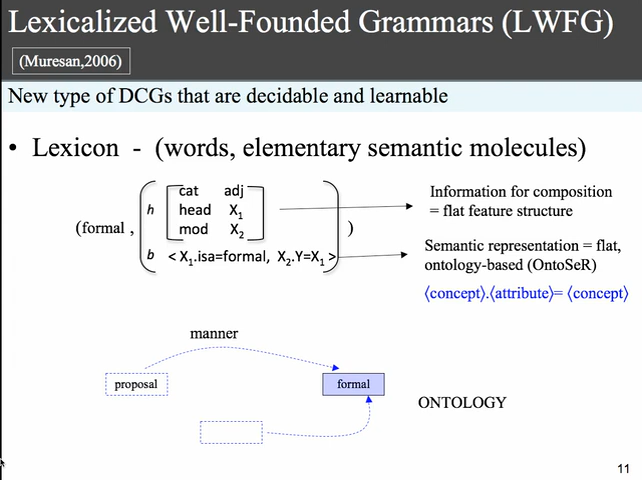 Lexicalized Well-Founded Grammars (LWFG)
(Muresan,2006)
New type of DCGs that are decidable and learnable
• Lexicon - (words, elementary semantic molecules)
cat adj
h head X₁
mod X₂
(formal , )
b < X₁.isa=formal, X₂.Y=X₁ >
Information for composition
= flat feature structure
Semantic representation = flat,
ontology-based (OntoSeR)
⟨concept⟩.⟨attribute⟩= ⟨concept⟩
manner
proposal
formal
ONTOLOGY
11